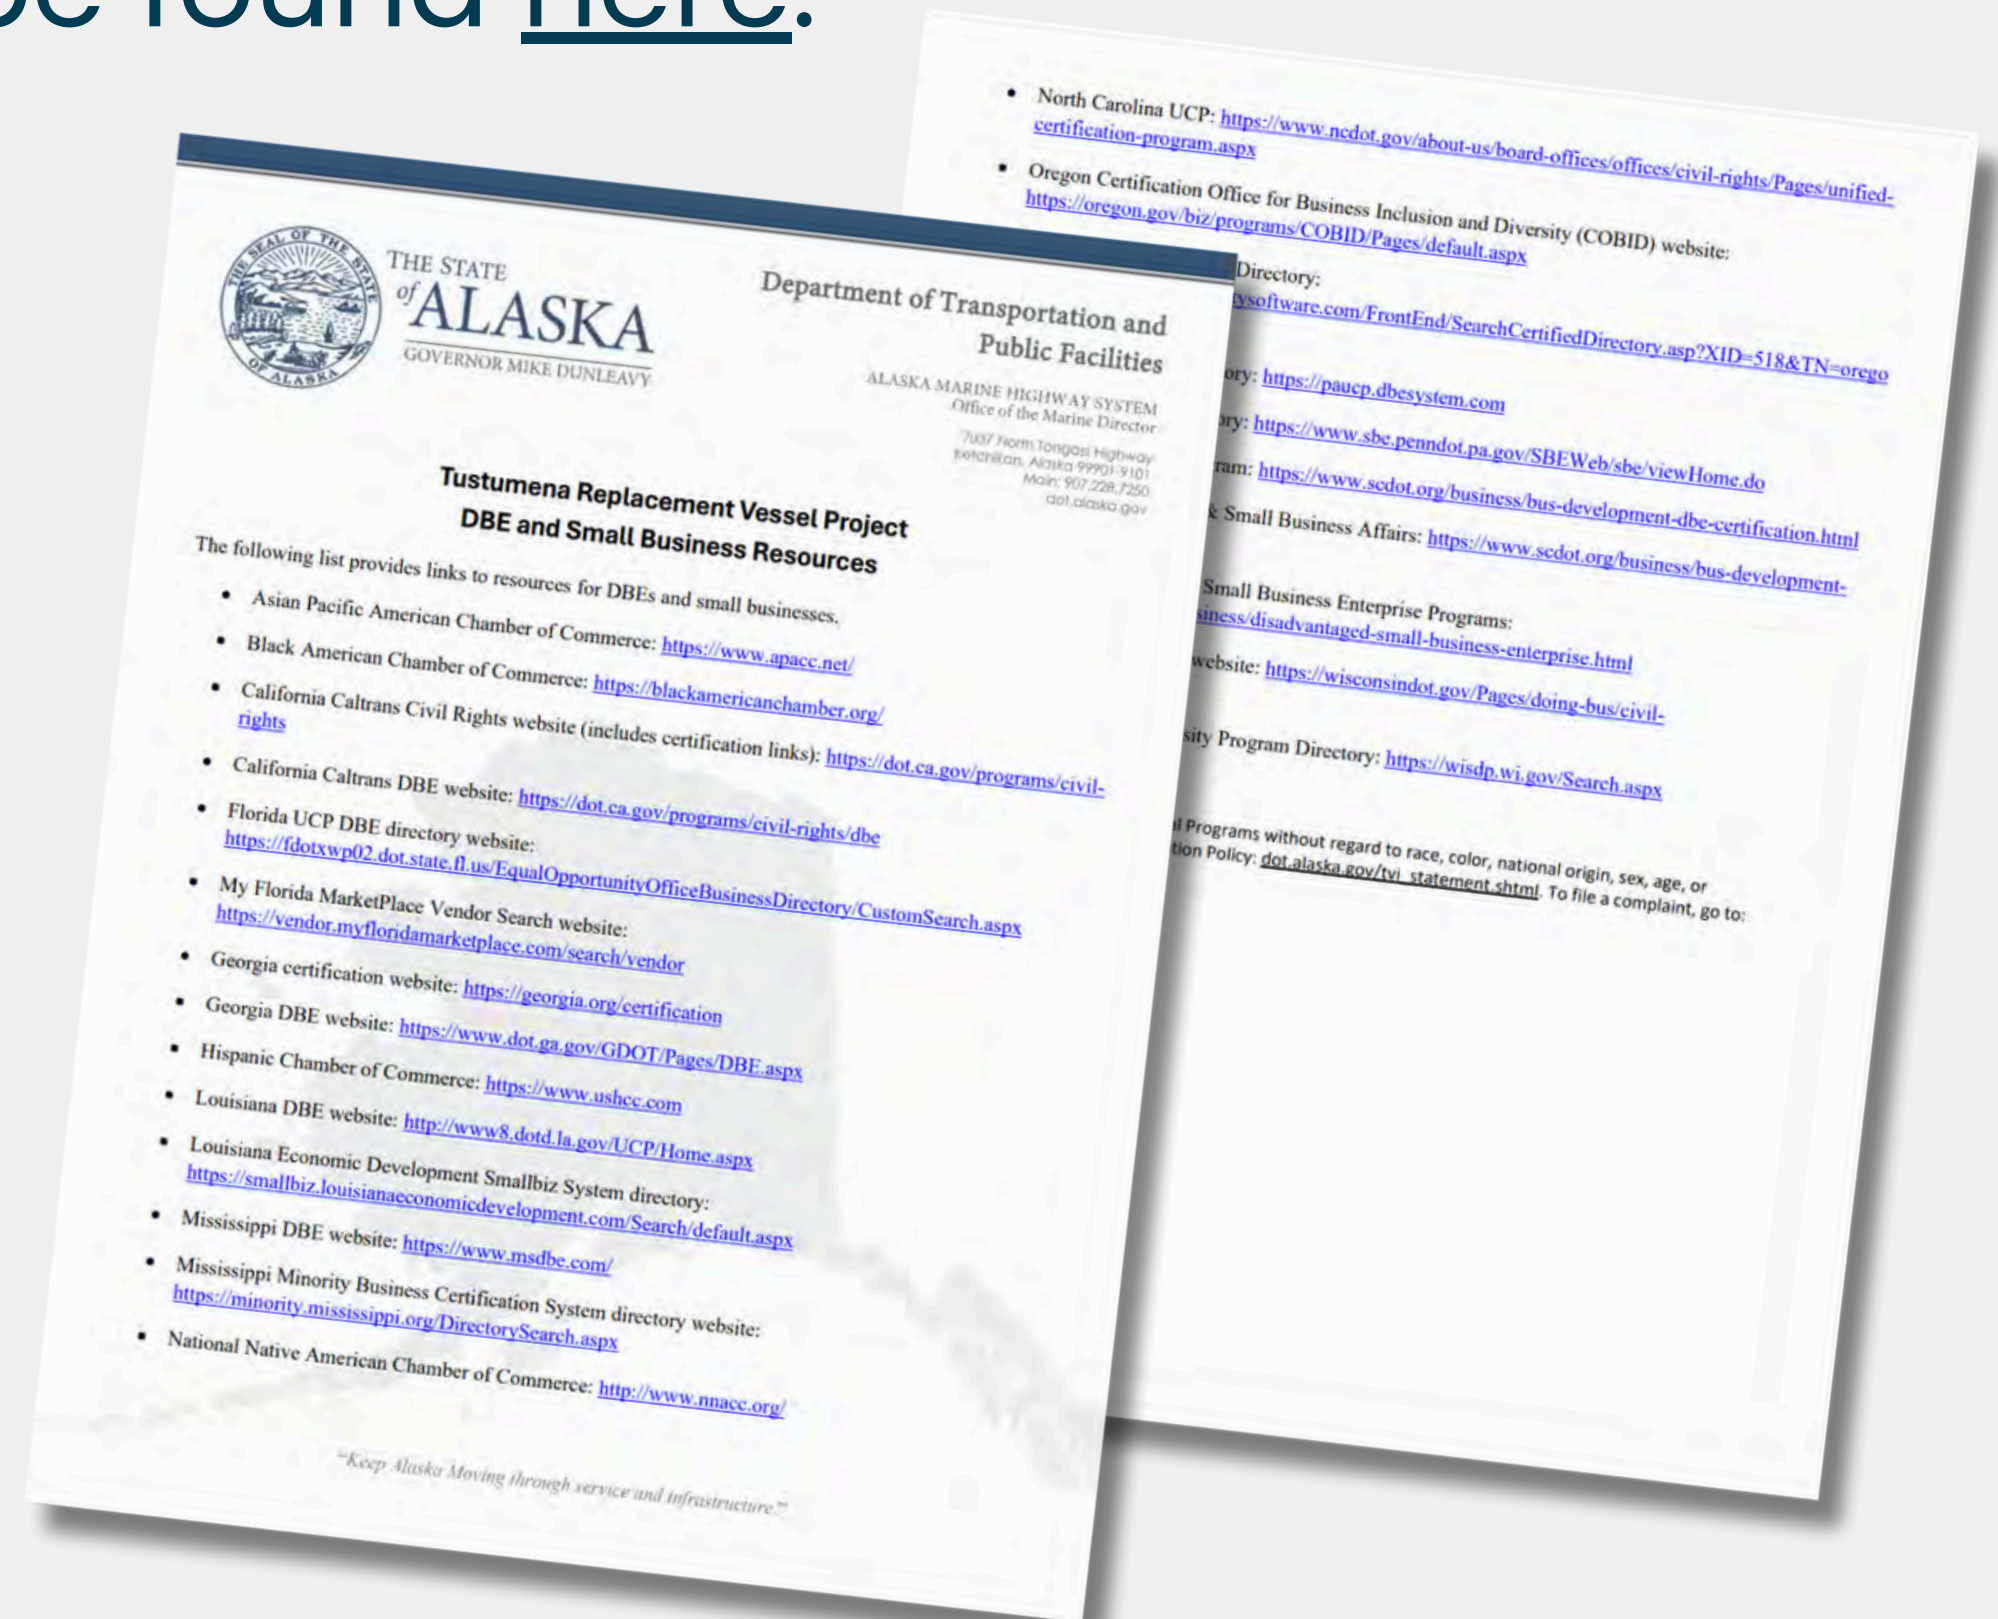 be found here.
THE SEAL OF THE STATE OF ALASKA
THE STATE
of ALASKA
GOVERNOR MIKE DUNLEAVY
Department of Transportation and
Public Facilities
ALASKA MARINE HIGHWAY SYSTEM
Office of the Marine Director
7037 North Tongass Highway
Ketchikan, Alaska 99901-9101
Main: 907.228.7250
dot.alaska.gov
Tustumena Replacement Vessel Project
DBE and Small Business Resources
The following list provides links to resources for DBEs and small businesses.
• Asian Pacific American Chamber of Commerce: https://www.apacc.net/
• Black American Chamber of Commerce: https://blackamericanchamber.org/
• California Caltrans Civil Rights website (includes certification links): https://dot.ca.gov/programs/civil-
rights
• California Caltrans DBE website: https://dot.ca.gov/programs/civil-rights/dbe
• Florida UCP DBE directory website:
https://fdotxwp02.dot.state.fl.us/EqualOpportunityOfficeBusinessDirectory/CustomSearch.aspx
• My Florida MarketPlace Vendor Search website:
https://vendor.myfloridamarketplace.com/search/vendor
• Georgia certification website: https://georgia.org/certification
• Georgia DBE website: https://www.dot.ga.gov/GDOT/Pages/DBE.aspx
• Hispanic Chamber of Commerce: https://www.ushcc.com
• Louisiana DBE website: http://www8.dotd.la.gov/UCP/Home.aspx
• Louisiana Economic Development Smallbiz System directory:
https://smallbiz.louisianaeconomicdevelopment.com/Search/default.aspx
• Mississippi DBE website: https://www.msdbe.com/
• Mississippi Minority Business Certification System directory website:
https://minority.mississippi.org/DirectorySearch.aspx
• National Native American Chamber of Commerce: http://www.nnacc.org/
"Keep Alaska Moving through service and infrastructure."
• North Carolina UCP: https://www.ncdot.gov/about-us/board-offices/offices/civil-rights/Pages/unified-
certification-program.aspx
• Oregon Certification Office for Business Inclusion and Diversity (COBID) website:
https://oregon.gov/biz/programs/COBID/Pages/default.aspx
Directory:
ysoftware.com/FrontEnd/SearchCertifiedDirectory.asp?XID=518&TN=orego
ory: https://paucp.dbesystem.com
ory: https://www.sbe.penndot.pa.gov/SBEWeb/sbe/viewHome.do
ram: https://www.scdot.org/business/bus-development-dbe-certification.html
& Small Business Affairs: https://www.scdot.org/business/bus-development-
Small Business Enterprise Programs:
siness/disadvantaged-small-business-enterprise.html
website: https://wisconsindot.gov/Pages/doing-bus/civil-
sity Program Directory: https://wisdp.wi.gov/Search.aspx
l Programs without regard to race, color, national origin, sex, age, or
tion Policy: dot.alaska.gov/tvi_statement.shtml. To file a complaint, go to: